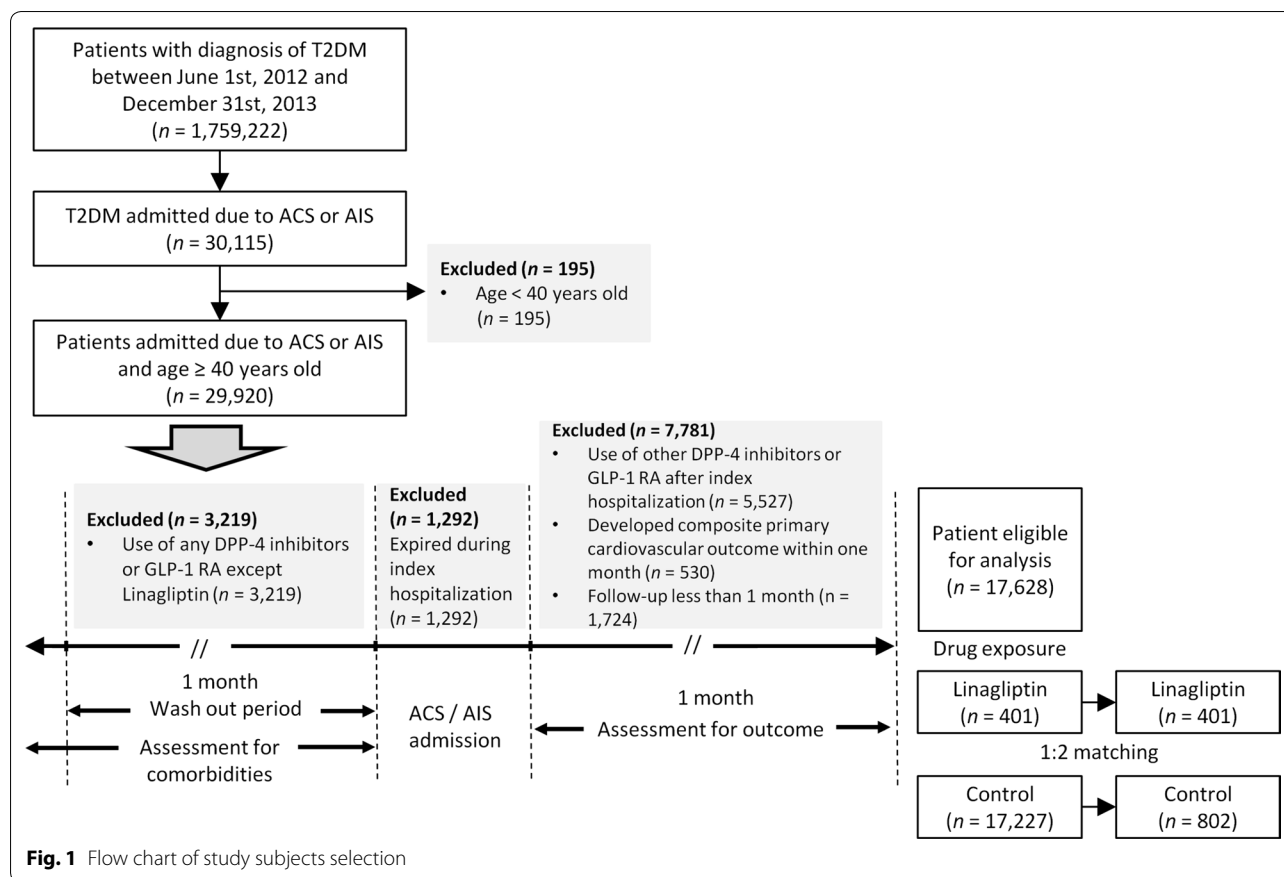 Patients with diagnosis of T2DM
between June 1st, 2012 and
December 31st, 2013
(n = 1,759,222)
T2DM admitted due to ACS or AIS
(n = 30,115)
Excluded (n = 195)
• Age < 40 years old
(n = 195)
Patients admitted due to ACS or AIS
and age ≥ 40 years old
(n = 29,920)
Excluded (n = 3,219)
• Use of any DPP-4 inhibitors
or GLP-1 RA except
Linagliptin (n = 3,219)
Excluded
(n = 1,292)
Expired during
index
hospitalization
(n = 1,292)
Excluded (n = 7,781)
• Use of other DPP-4 inhibitors or
GLP-1 RA after index
hospitalization (n = 5,527)
• Developed composite primary
cardiovascular outcome within one
month (n = 530)
• Follow-up less than 1 month (n =
1,724)
Patient eligible
for analysis
(n = 17,628)
//
//
1 month
Wash out period
Assessment for
comorbidities
ACS / AIS
admission
1 month
Assessment for outcome
Drug exposure
Linagliptin
(n = 401)
Linagliptin
(n = 401)
1:2 matching
Control
(n = 17,227)
Control
(n = 802)
Fig. 1 Flow chart of study subjects selection